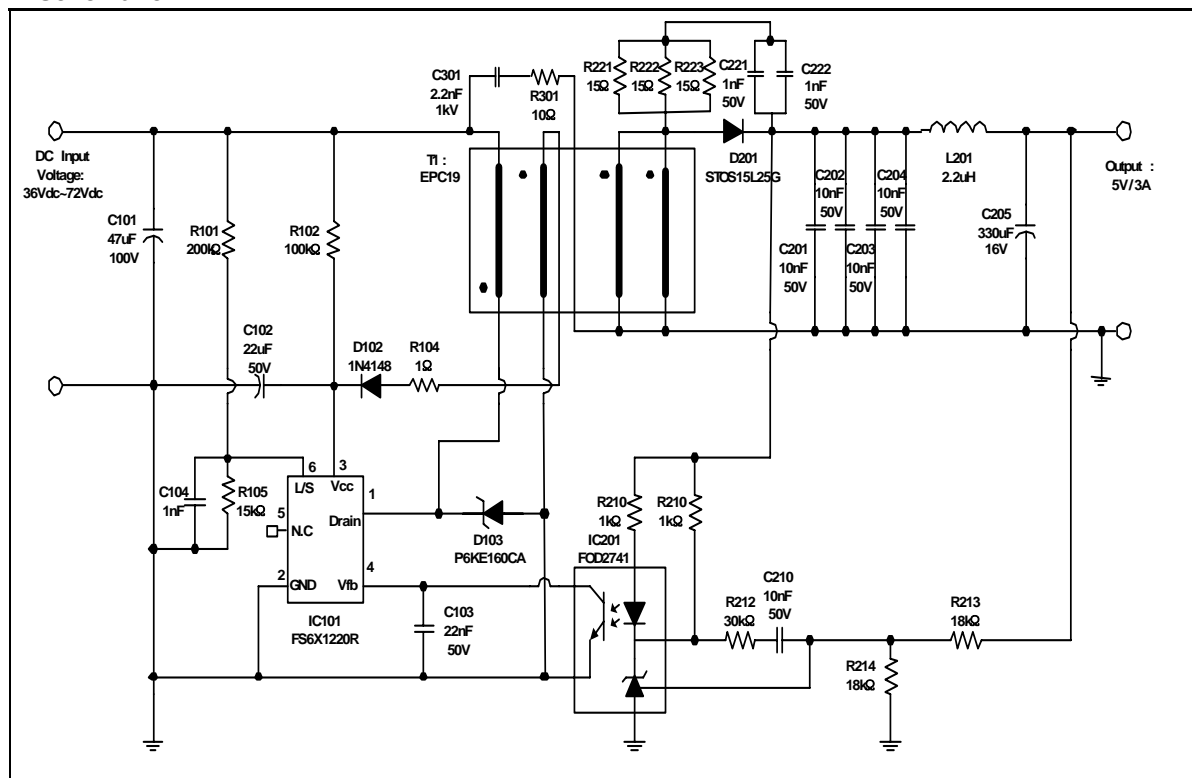 C301
2.2nF
1kV
R301
10Ω
R221
15Ω
R222
15Ω
R223
15Ω
C221
1nF
50V
C222
1nF
50V
DC Input
Voltage:
36Vdc~72Vdc
T1 :
EPC19
D201
STOS15L25G
L201
2.2uH
Output :
5V/3A
C101
47uF
100V
R101
200kΩ
R102
100kΩ
C202
10nF
50V
C204
10nF
50V
C201
10nF
50V
C203
10nF
50V
C205
330uF
16V
C102
22uF
50V
D102
1N4148
R104
1Ω
C104
1nF
R105
15kΩ
6
L/S
3
Vcc
1
Drain
5
N.C
2
GND
4
Vfb
IC101
FS6X1220R
D103
P6KE160CA
C103
22nF
50V
R210
1kΩ
R210
1kΩ
IC201
FOD2741
R212
30kΩ
C210
10nF
50V
R213
18kΩ
R214
18kΩ